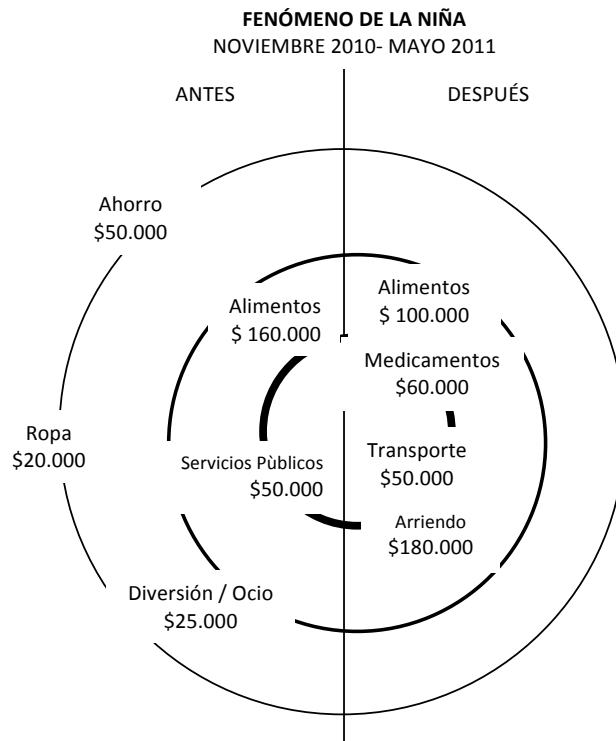 FENÓMENO DE LA NIÑA
NOVIEMBRE 2010- MAYO 2011
ANTES
DESPUÉS
Ahorro
$50.000
Alimentos
$ 160.000
Alimentos
$ 100.000
Medicamentos
$60.000
Ropa
$20.000
Servicios Pùblicos
$50.000
Transporte
$50.000
Arriendo
$180.000
Diversión / Ocio
$25.000